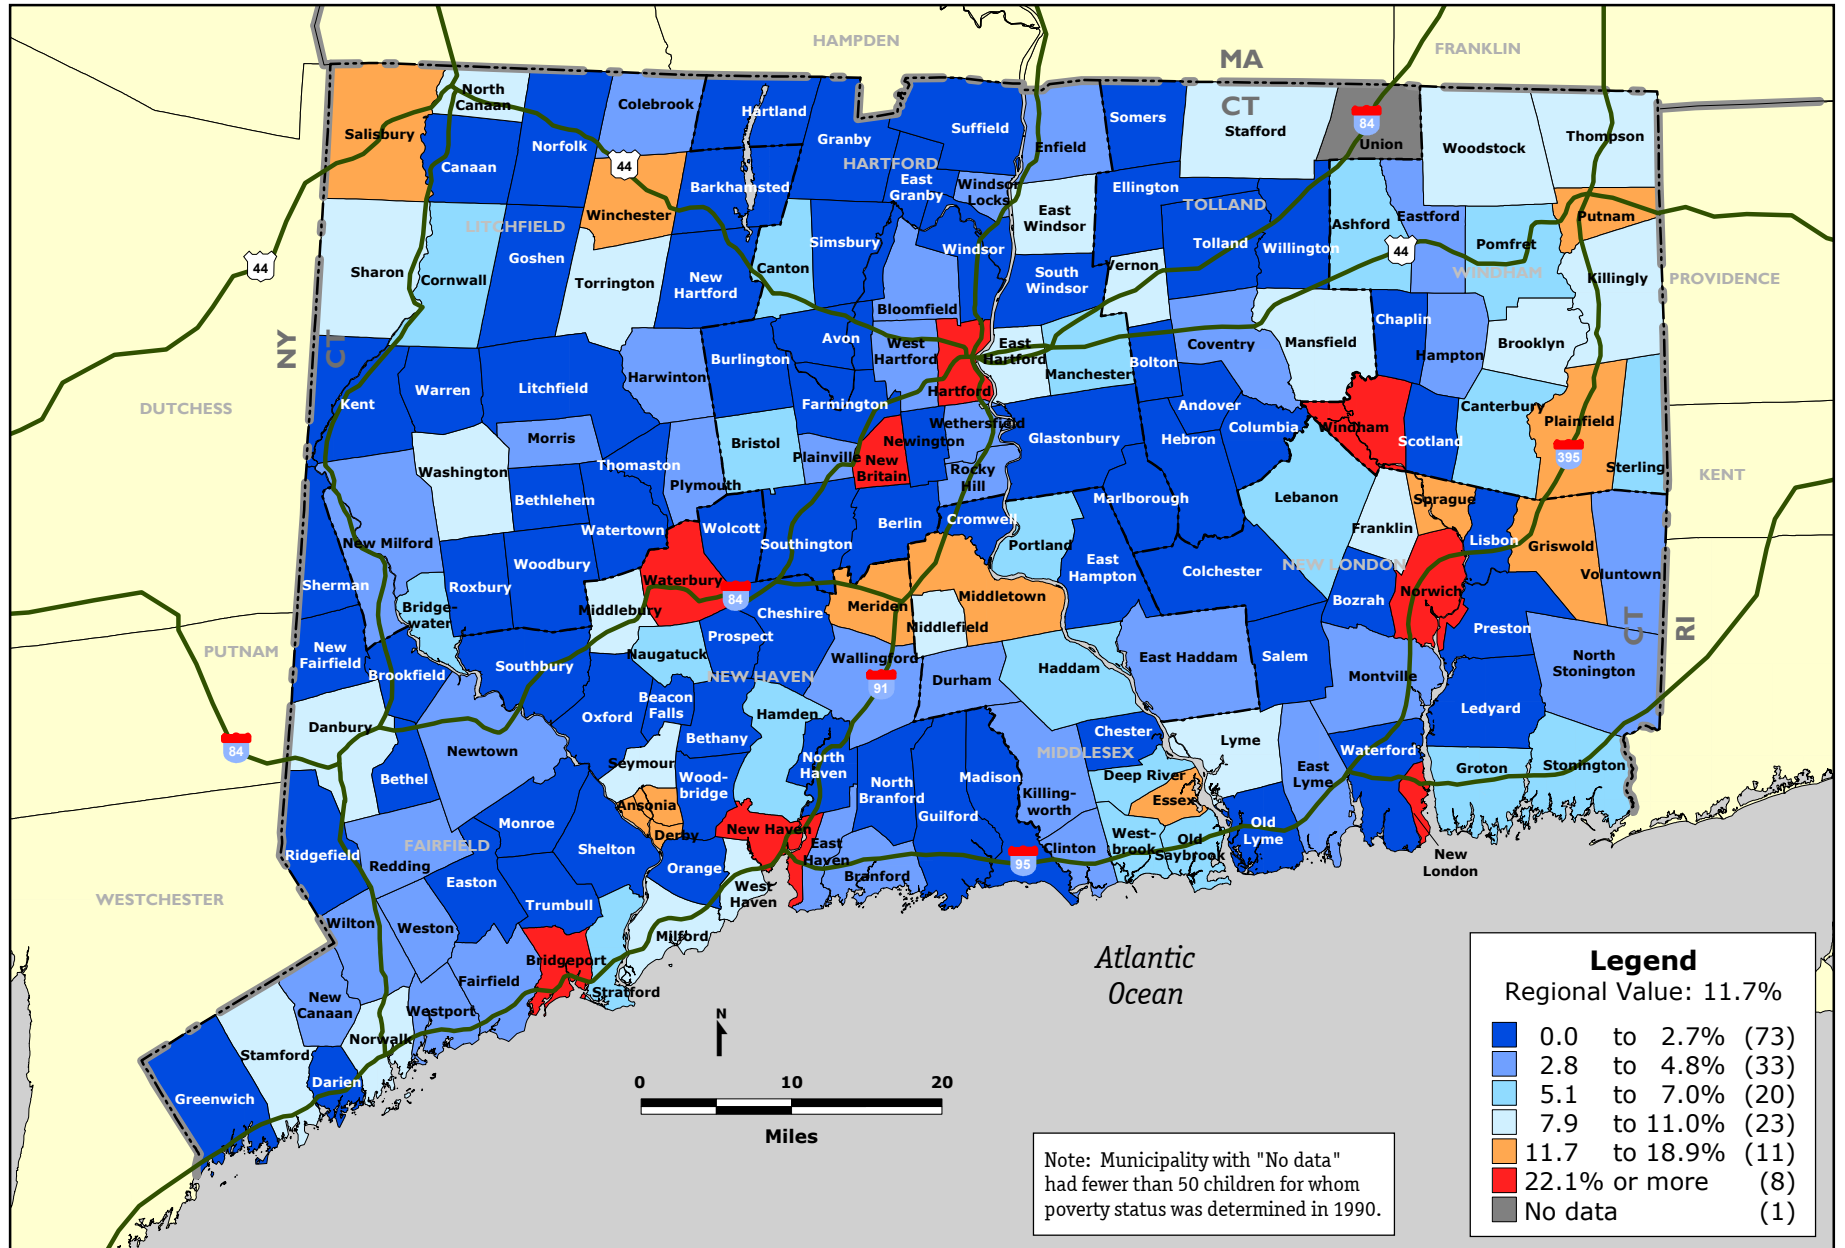 HAMPDEN
MA
FRANKLIN
CT
North
Canaan
Colebrook
Hartland
Granby
Suffield
Enfield
Somers
Stafford
84
Union
Woodstock
Thompson
Salisbury
Canaan
Norfolk
44
HARTFORD
East
Granby
Windsor
Locks
Barkhamsted
Winchester
Ellington
TOLLAND
East
Windsor
Ashford
Eastford
Putnam
LITCHFIELD
Simsbury
Windsor
Tolland
Willington
44
Pomfret
44
Sharon
Cornwall
Goshen
Torrington
New
Hartford
Canton
South
Windsor
Vernon
WINDHAM
Killingly
PROVIDENCE
Bloomfield
Chaplin
NY
CT
Burlington
Avon
West
Hartford
East
Hartford
Manchester
Bolton
Coventry
Mansfield
Hampton
Brooklyn
DUTCHESS
Kent
Warren
Litchfield
Harwinton
Farmington
Hartford
Andover
Columbia
Canterbury
Plainfield
Morris
Bristol
Plainville
Newington
Wethersfield
Glastonbury
Hebron
Windham
Scotland
395
Sterling
KENT
Washington
Thomaston
Plymouth
New
Britain
Rocky
Hill
Bethlehem
Marlborough
Lebanon
Sprague
Watertown
Wolcott
Berlin
Cromwell
Franklin
New Milford
Southington
Portland
Lisbon
Griswold
Sherman
Roxbury
Woodbury
Waterbury
84
East
Hampton
Colchester
NEW LONDON
Voluntown
Bridge-
water
Middlebury
Cheshire
Meriden
Middletown
Bozrah
Norwich
CT
RI
PUTNAM
New
Fairfield
Brookfield
Southbury
Naugatuck
Prospect
Wallingford
Middlefield
Preston
NEW HAVEN
91
Durham
Haddam
East Haddam
Salem
Montville
North
Stonington
Danbury
Oxford
Beacon
Falls
Hamden
Ledyard
84
Newtown
Bethany
Chester
MIDDLESEX
Lyme
Waterford
Bethel
Seymour
Wood-
bridge
North
Haven
North
Branford
Madison
Killing-
worth
Deep River
East
Lyme
Groton
Stonington
Ansonia
Essex
Guilford
Monroe
Derby
New Haven
Old
Lyme
Ridgefield
FAIRFIELD
Redding
Shelton
Orange
East
Haven
Branford
95
Clinton
West-
brook
Old
Saybrook
New
London
WESTCHESTER
Easton
Trumbull
West
Haven
Wilton
Weston
Milford
Bridgeport
Fairfield
Stratford
New
Canaan
Westport
Norwalk
Stamford
Darien
Greenwich
Atlantic
Ocean
N
0 10 20
Miles
Note: Municipality with "No data"
had fewer than 50 children for whom
poverty status was determined in 1990.
Legend
Regional Value: 11.7%
0.0 to 2.7% (73)
2.8 to 4.8% (33)
5.1 to 7.0% (20)
7.9 to 11.0% (23)
11.7 to 18.9% (11)
22.1% or more (8)
No data (1)